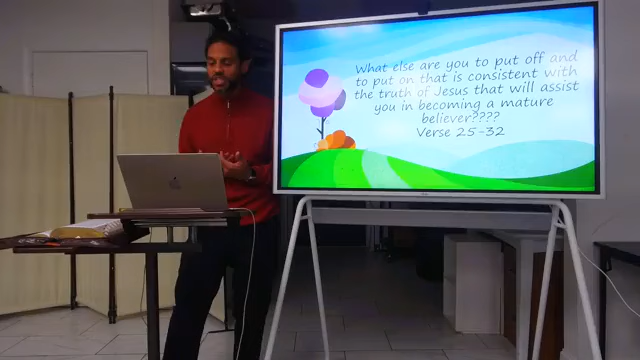 What else are you to put off and
to put on that is consistent with
the truth of Jesus that will assist
you in becoming a mature
believer????
Verse 25-32